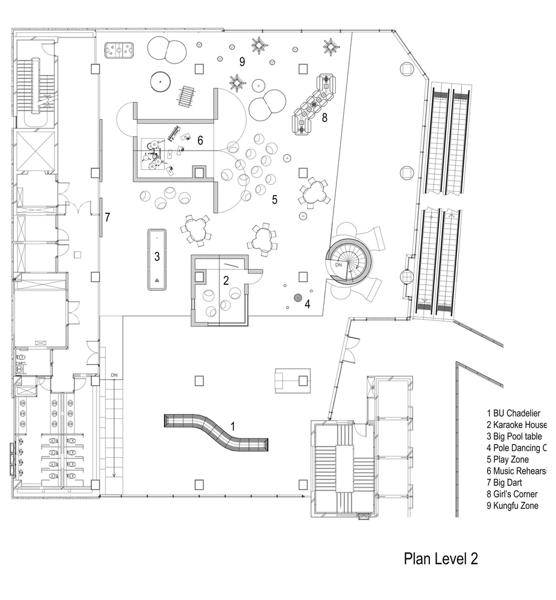 9
6
8
5
7
3
2
DN
4
DN
1
1 BU Chadelier
2 Karaoke House
3 Big Pool table
4 Pole Dancing C
5 Play Zone
6 Music Rehears
7 Big Dart
8 Girl's Corner
9 Kungfu Zone
Plan Level 2